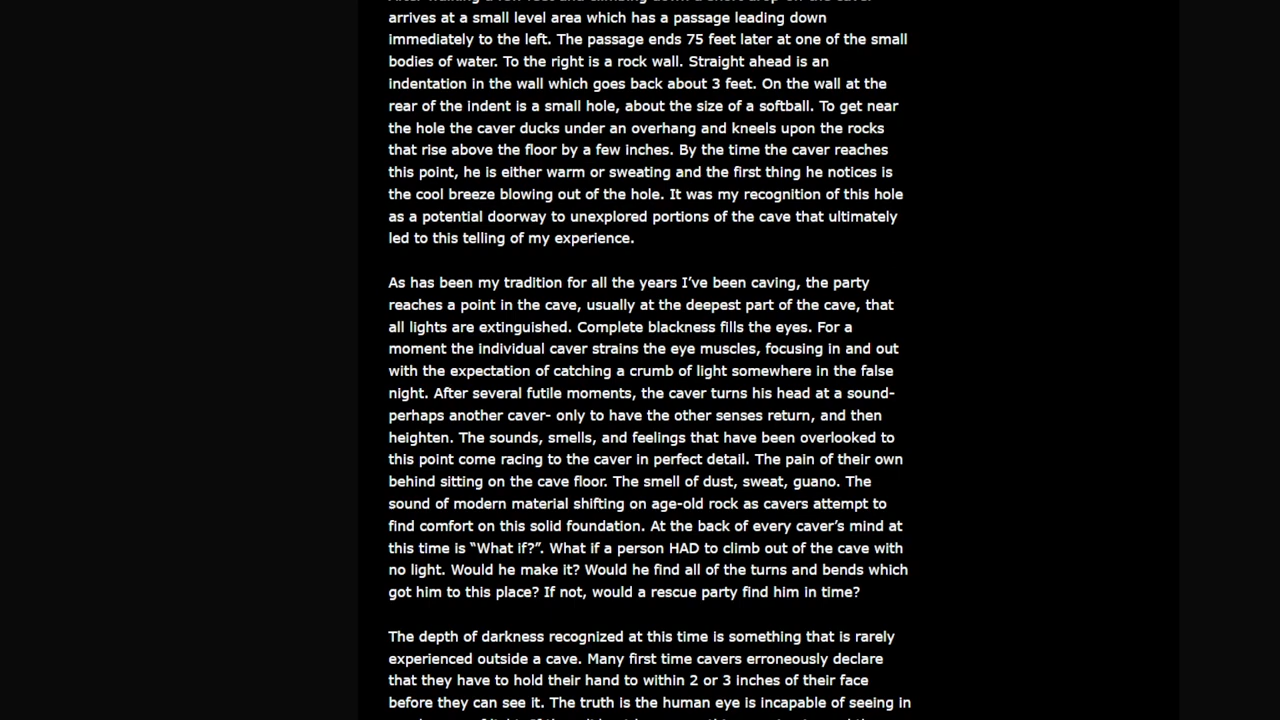 arrives at a small level area which has a passage leading down
immediately to the left. The passage ends 75 feet later at one of the small
bodies of water. To the right is a rock wall. Straight ahead is an
indentation in the wall which goes back about 3 feet. On the wall at the
rear of the indent is a small hole, about the size of a softball. To get near
the hole the caver ducks under an overhang and kneels upon the rocks
that rise above the floor by a few inches. By the time the caver reaches
this point, he is either warm or sweating and the first thing he notices is
the cool breeze blowing out of the hole. It was my recognition of this hole
as a potential doorway to unexplored portions of the cave that ultimately
led to this telling of my experience.
As has been my tradition for all the years I’ve been caving, the party
reaches a point in the cave, usually at the deepest part of the cave, that
all lights are extinguished. Complete blackness fills the eyes. For a
moment the individual caver strains the eye muscles, focusing in and out
with the expectation of catching a crumb of light somewhere in the false
night. After several futile moments, the caver turns his head at a sound-
perhaps another caver- only to have the other senses return, and then
heighten. The sounds, smells, and feelings that have been overlooked to
this point come racing to the caver in perfect detail. The pain of their own
behind sitting on the cave floor. The smell of dust, sweat, guano. The
sound of modern material shifting on age-old rock as cavers attempt to
find comfort on this solid foundation. At the back of every caver’s mind at
this time is “What if?”. What if a person HAD to climb out of the cave with
no light. Would he make it? Would he find all of the turns and bends which
got him to this place? If not, would a rescue party find him in time?
The depth of darkness recognized at this time is something that is rarely
experienced outside a cave. Many first time cavers erroneously declare
that they have to hold their hand to within 2 or 3 inches of their face
before they can see it. The truth is the human eye is incapable of seeing in